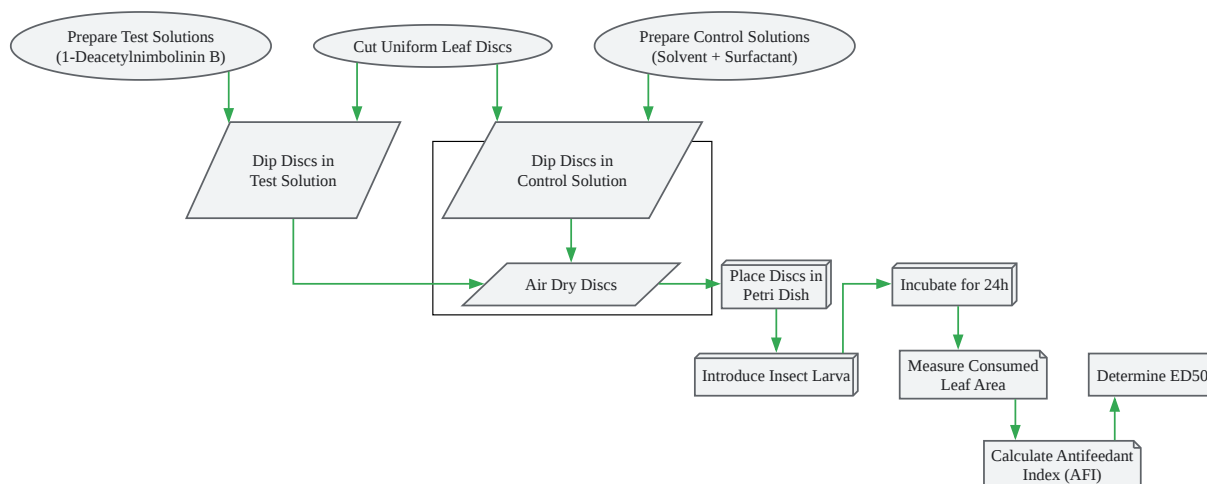 Prepare Test Solutions
(1-Deacetylnimbolinin B)
Cut Uniform Leaf Discs
Prepare Control Solutions
(Solvent + Surfactant)
Dip Discs in
Test Solution
Dip Discs in
Control Solution
Air Dry Discs
Place Discs in
Petri Dish
Incubate for 24h
Introduce Insect Larva
Measure Consumed
Leaf Area
Determine ED50
Calculate Antifeedant
Index (AFI)